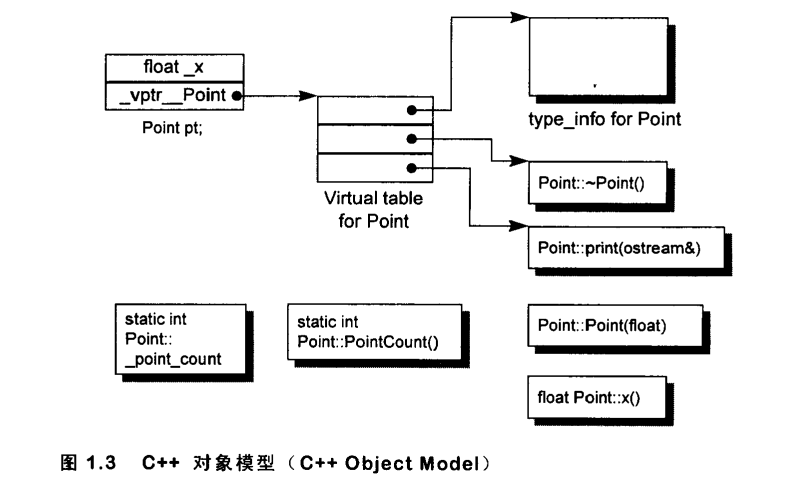 float _x
_vptr__Point
Point pt;
Virtual table
for Point
type_info for Point
Point::~Point()
Point::print(ostream&)
static int
Point::
_point_count
static int
Point::PointCount()
Point::Point(float)
float Point::x()
图 1.3 C++ 对象模型（C++ Object Model）